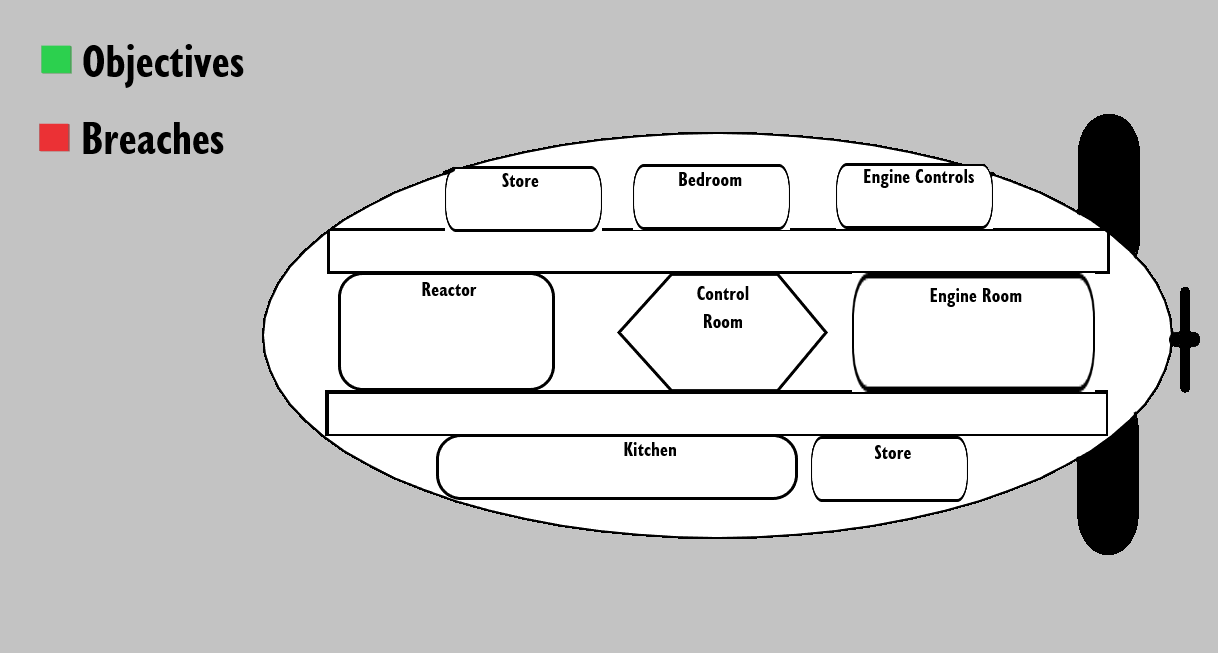 Objectives
Breaches
Store
Bedroom
Engine Controls
Reactor
Control
Room
Engine Room
Kitchen
Store